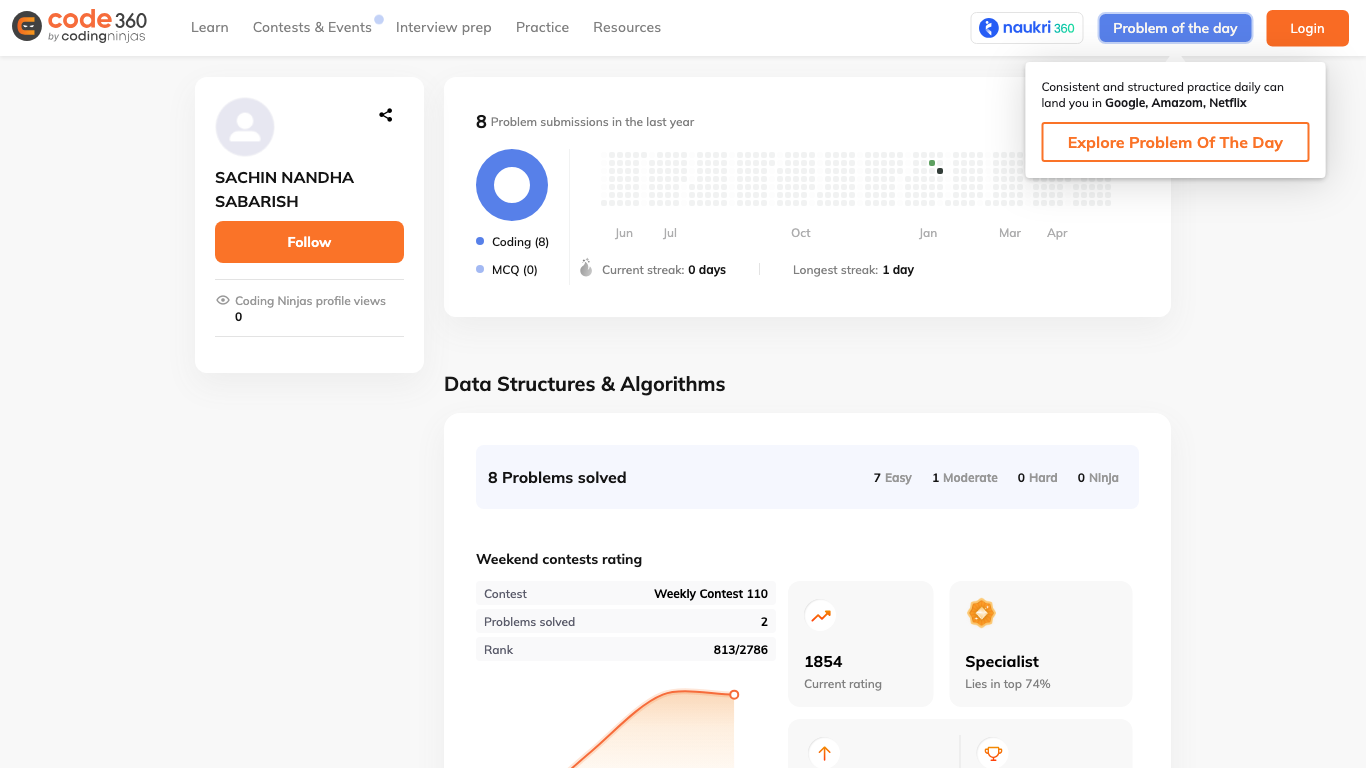 code 360
by codingninjas
Learn
Contests & Events
Interview prep
Practice
Resources
naukri 360
Problem of the day
Login
Consistent and structured practice daily can
land you in Google, Amazom, Netflix
Explore Problem Of The Day
SACHIN NANDHA
SABARISH
Follow
Coding Ninjas profile views
0
8 Problem submissions in the last year
Coding (8)
MCQ (0)
Jun
Jul
Oct
Jan
Mar
Apr
Current streak: 0 days
Longest streak: 1 day
Data Structures & Algorithms
8 Problems solved
7 Easy
1 Moderate
0 Hard
0 Ninja
Weekend contests rating
Contest Weekly Contest 110
Problems solved 2
Rank 813/2786
1854
Current rating
Specialist
Lies in top 74%